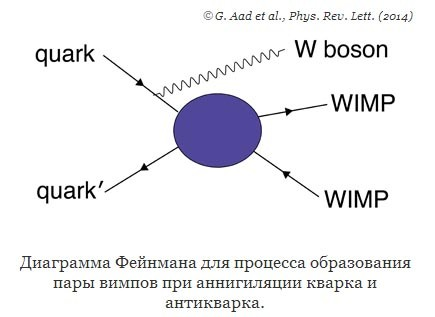 © G. Aad et al., Phys. Rev. Lett. (2014)
quark
W boson
WIMP
quark′
WIMP
Диаграмма Фейнмана для процесса образования
пары вимпов при аннигиляции кварка и
антикварка.